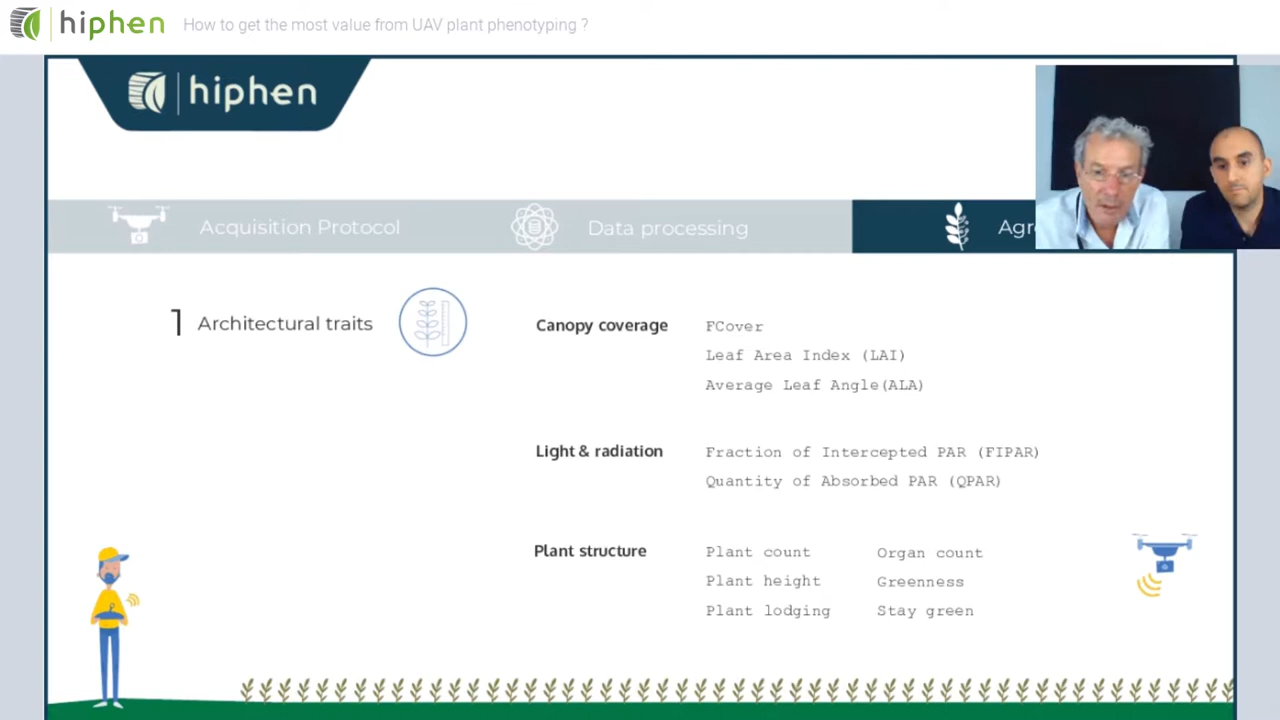 hiphen How to get the most value from UAV plant phenotyping ?
hiphen
Acquisition Protocol Data processing Agr
1 Architectural traits
Canopy coverage FCover
Leaf Area Index (LAI)
Average Leaf Angle(ALA)
Light & radiation Fraction of Intercepted PAR (FIPAR)
Quantity of Absorbed PAR (QPAR)
Plant structure Plant count Organ count
Plant height Greenness
Plant lodging Stay green